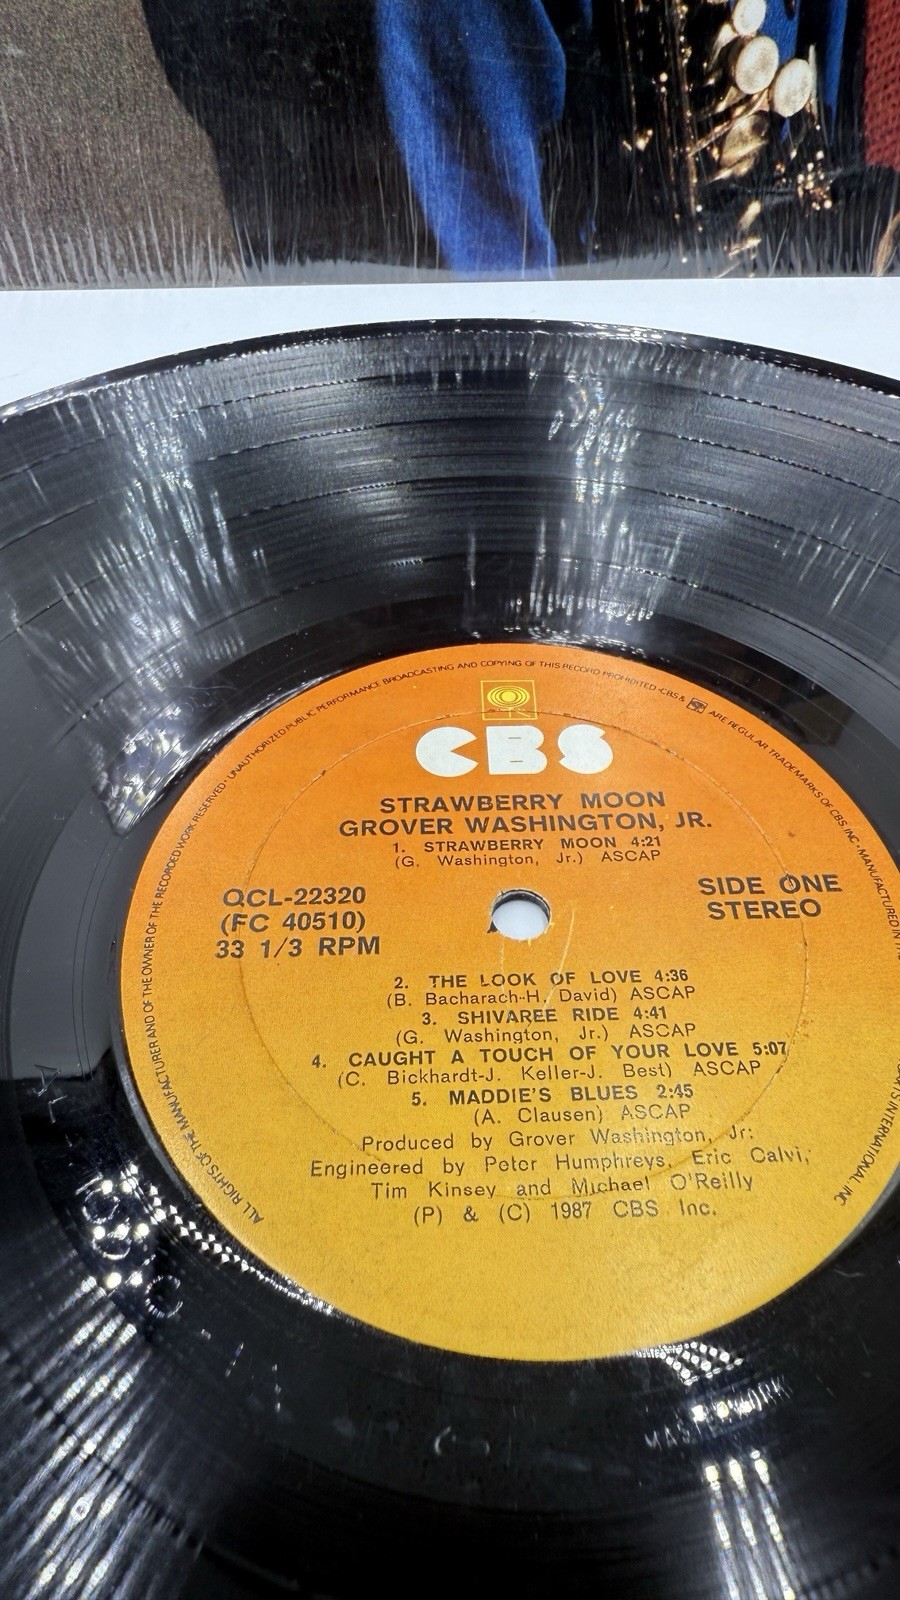 ALL RIGHTS OF THE MANUFACTURER AND OF THE OWNER OF THE RECORDED WORK RESERVED · UNAUTHORIZED PUBLIC PERFORMANCE BROADCASTING AND COPYING OF THIS RECORD PROHIBITED · CBS & ARE REGULAR TRADEMARKS OF CBS INC · MANUFACTURED INTERNATIONAL, INC
CBS
STRAWBERRY MOON
GROVER WASHINGTON, JR.
1. STRAWBERRY MOON 4:21
(G. Washington, Jr.) ASCAP
QCL-22320
(FC 40510)
33 1/3 RPM
SIDE ONE
STEREO
2. THE LOOK OF LOVE 4:36
(B. Bacharach-H. David) ASCAP
3. SHIVAREE RIDE 4:41
(G. Washington, Jr.) ASCAP
4. CAUGHT A TOUCH OF YOUR LOVE 5:07
(C. Bickhardt-J. Keller-J. Best) ASCAP
5. MADDIE'S BLUES 2:45
(A. Clausen) ASCAP
Produced by Grover Washington, Jr.
Engineered by Peter Humphreys, Eric Calvi,
Tim Kinsey and Michael O'Reilly
(P) & (C) 1987 CBS Inc.
MASTERWORK